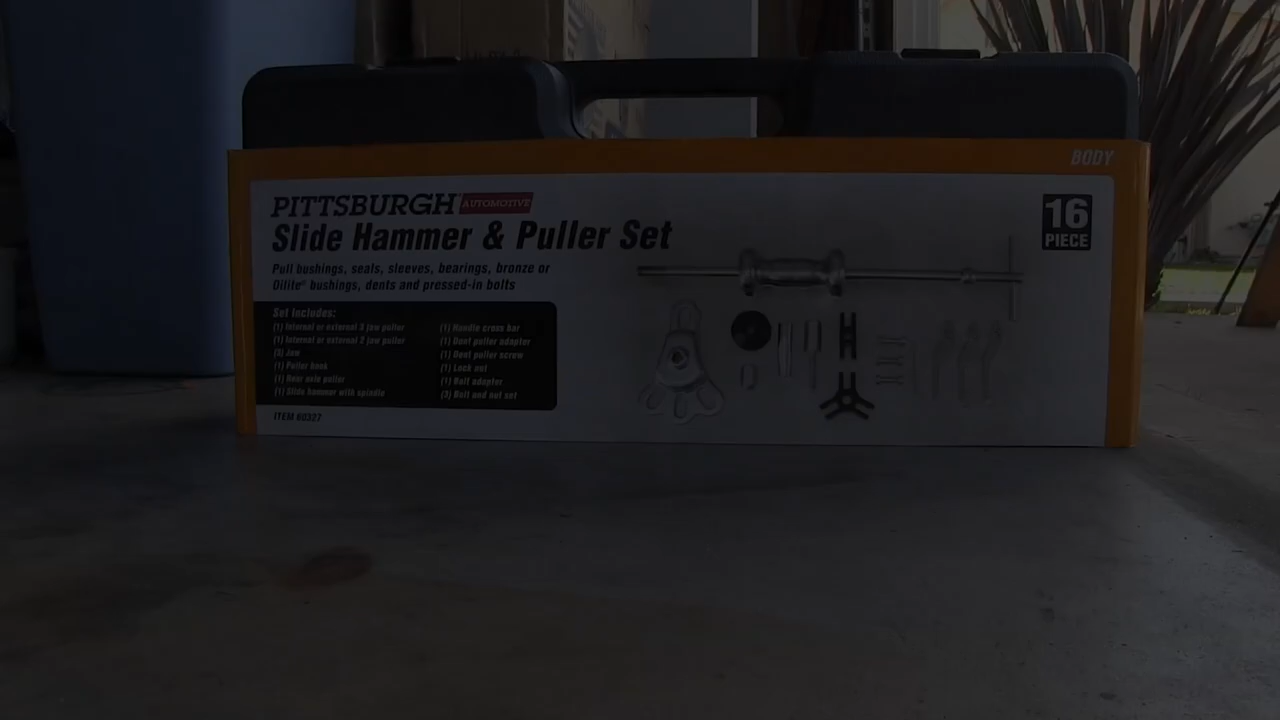 BODY
PITTSBURGH AUTOMOTIVE
Slide Hammer & Puller Set
16
PIECE
Pull bushings, seals, sleeves, bearings, bronze or
Oilite® bushings, dents and pressed-in bolts
Set Includes:
(1) Internal or external 3 jaw puller
(1) Internal or external 2 jaw puller
(3) Jaw
(1) Puller hook
(1) Rear axle puller
(1) Slide hammer with spindle
(1) Handle cross bar
(1) Dent puller adapter
(1) Dent puller screw
(1) Lock nut
(1) Ball adapter
(3) Bolt and nut set
ITEM 60327